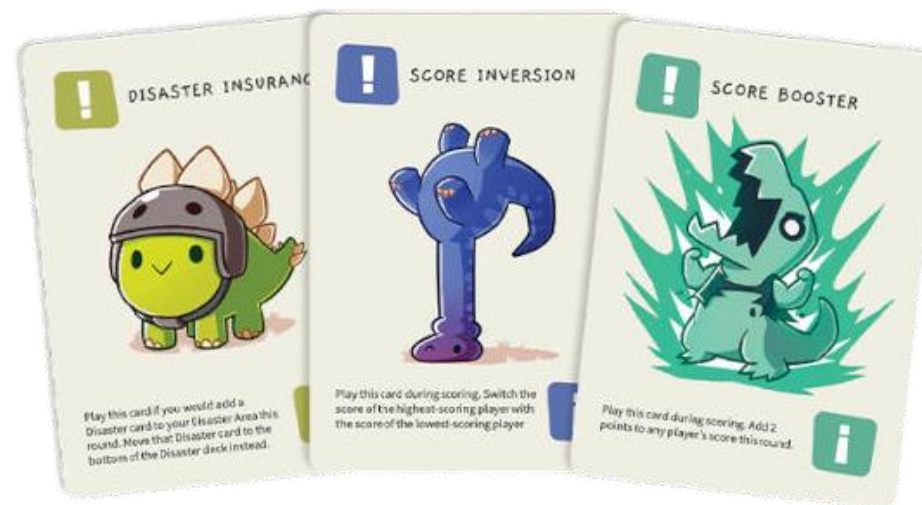 !
DISASTER INSURANC
Play this card if you would add a
Disaster card to your Disaster Area this
round. Move that Disaster card to the
bottom of the Disaster deck instead.
!
SCORE INVERSION
Play this card during scoring. Switch the
score of the highest-scoring player with
the score of the lowest-scoring player
!
SCORE BOOSTER
Play this card during scoring. Add 2
points to any player's score this round.
!